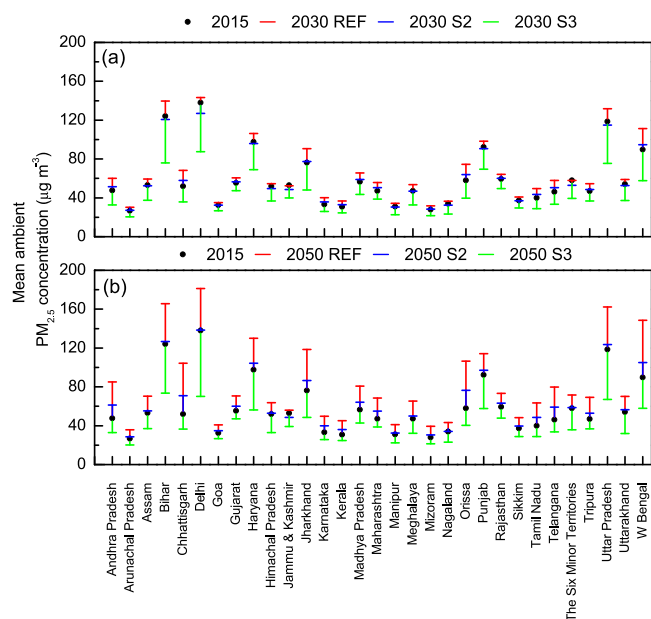 2015 2030 REF 2030 S2 2030 S3
(a)
200
160
120
80
40
0
2015 2050 REF 2050 S2 2050 S3
(b)
200
160
120
80
40
0
Mean ambient
PM2.5 concentration (µg m-3)
Andhra Pradesh
Arunachal Pradesh
Assam
Bihar
Chhattisgarh
Delhi
Goa
Gujarat
Haryana
Himachal Pradesh
Jammu & Kashmir
Jharkhand
Karnataka
Kerala
Madhya Pradesh
Maharashtra
Manipur
Meghalaya
Mizoram
Nagaland
Orissa
Punjab
Rajasthan
Sikkim
Tamil Nadu
Telangana
The Six Minor Territories
Tripura
Uttar Pradesh
Uttarakhand
W Bengal